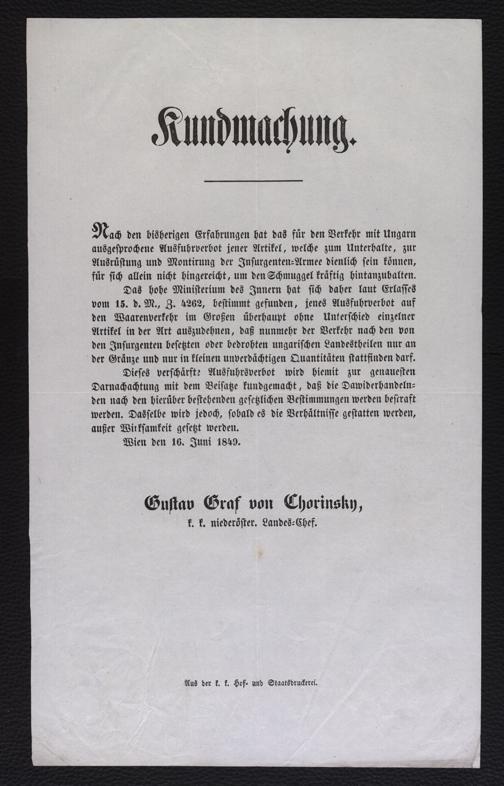 Kundmachung.
Nach den bisherigen Erfahrungen hat das für den Verkehr mit Ungarn
ausgesprochene Ausfuhrverbot jener Artikel, welche zum Unterhalte, zur
Ausrüstung und Montirung der Insurgenten-Armee dienlich sein können,
für sich allein nicht hingereicht, um den Schmuggel kräftig hintanzuhalten.
Das hohe Ministerium des Innern hat sich daher laut Erlasses
vom 15. d. M., Z. 4262, bestimmt gefunden, jenes Ausfuhrverbot auf
den Waarenverkehr im Großen überhaupt ohne Unterschied einzelner
Artikel in der Art auszudehnen, daß nunmehr der Verkehr nach den von
den Insurgenten besetzten oder bedrohten ungarischen Landestheilen nur an
der Gränze und nur in kleinen unverdächtigen Quantitäten stattfinden darf.
Dieses verschärfte Ausfuhrsverbot wird hiemit zur genauesten
Darnachachtung mit dem Beisatze kundgemacht, daß die Dawiderhandeln-
den nach den hierüber bestehenden gesetzlichen Bestimmungen werden bestraft
werden. Dasselbe wird jedoch, sobald es die Verhältnisse gestatten werden,
außer Wirksamkeit gesetzt werden.
Wien den 16. Juni 1849.
Gustav Graf von Chorinsky,
k. k. niederöster. Landes-Chef.
Aus der k. k. Hof- und Staatsdruckerei.